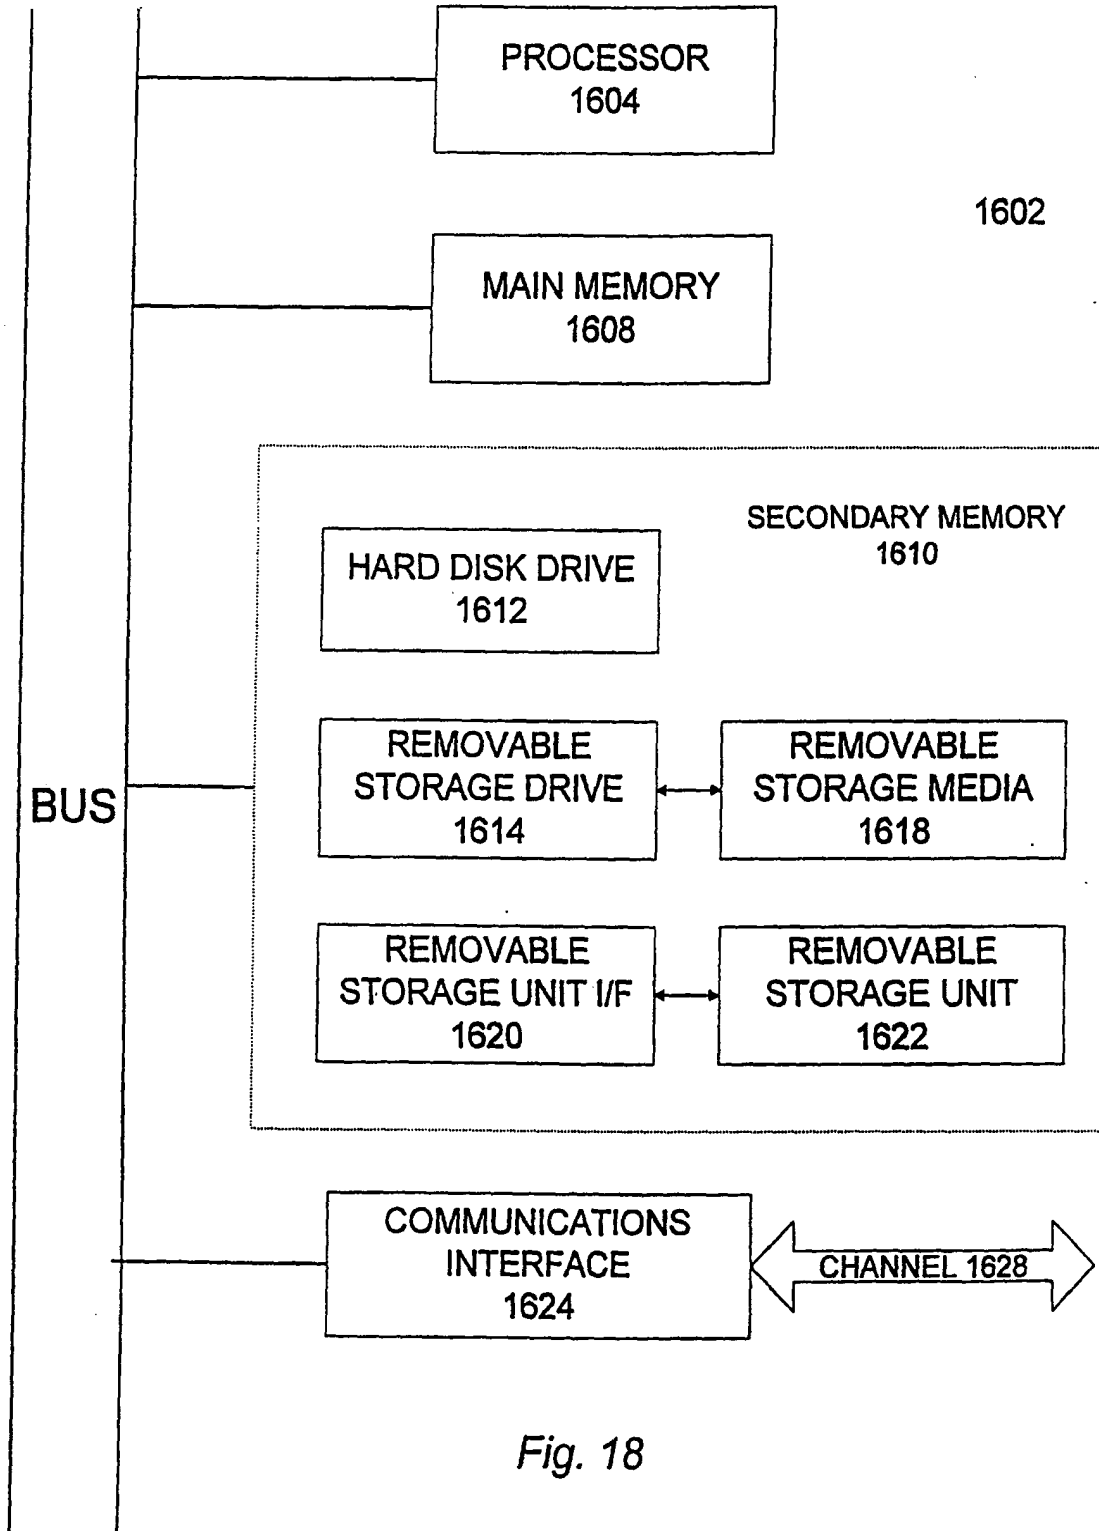 PROCESSOR
1604
1602
MAIN MEMORY
1608
SECONDARY MEMORY
1610
HARD DISK DRIVE
1612
REMOVABLE
STORAGE DRIVE
1614
REMOVABLE
STORAGE MEDIA
1618
BUS
REMOVABLE
STORAGE UNIT I/F
1620
REMOVABLE
STORAGE UNIT
1622
COMMUNICATIONS
INTERFACE
1624
CHANNEL 1628
Fig. 18